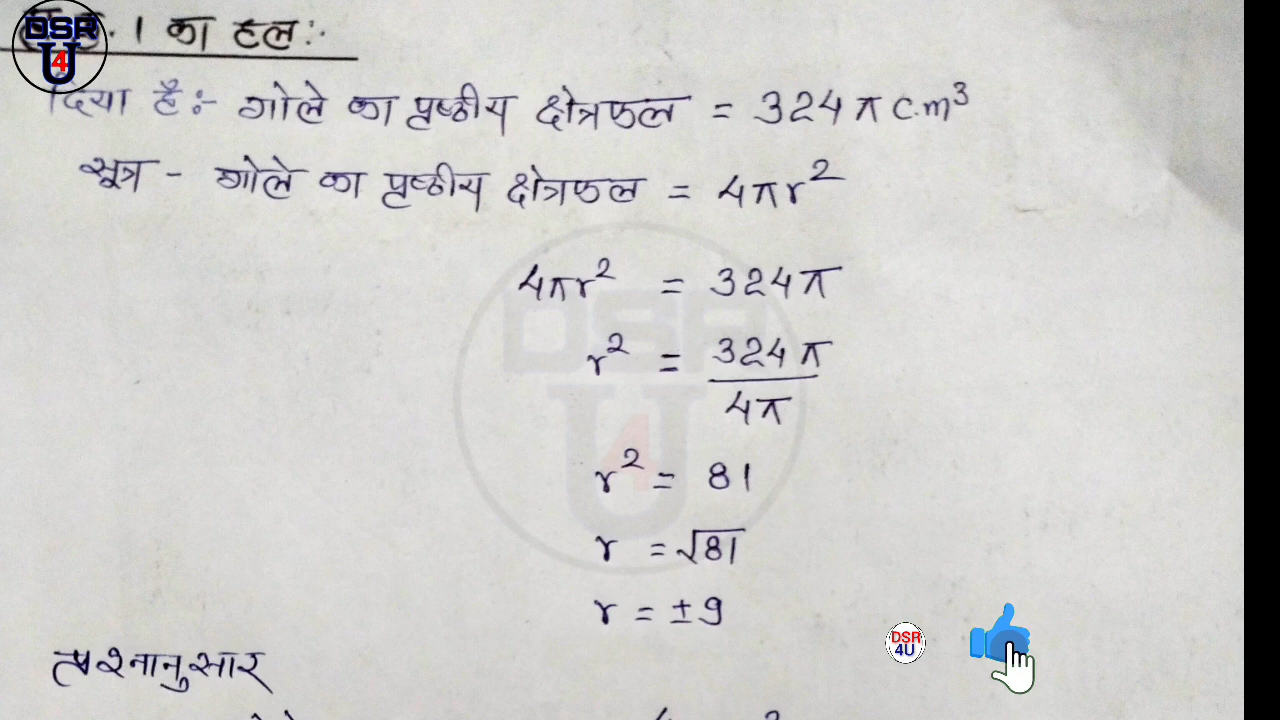 DSR
U
4
1 का हल:-
दिया है:- गोले का पृष्ठीय क्षेत्रफल = 324π c.m³
सूत्र - गोले का पृष्ठीय क्षेत्रफल = 4πr²
4πr² = 324π
r² = 324π
4π
r² = 81
r = √81
r = ±9
DSR
4U
प्रश्नानुसार